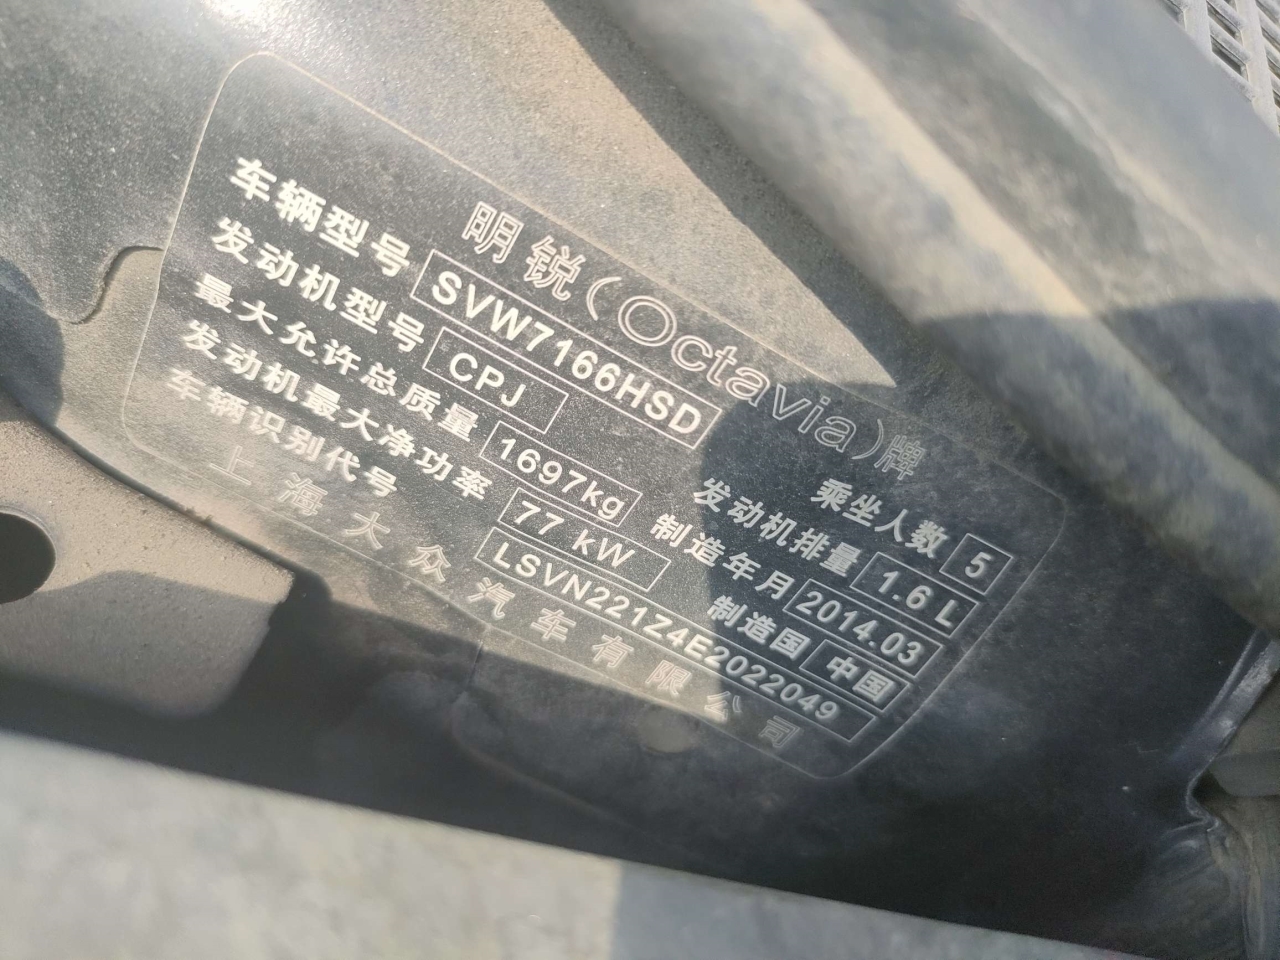 明锐(Octavia)牌
车辆型号 SVW7166HSD 乘坐人数 5
发动机型号 CPJ 发动机排量 1.6 L
最大允许总质量 1697kg 制造年月 2014.03
发动机最大净功率 77 kW 制造国 中国
车辆识别代号 LSVN221Z4E2022049
上海大众汽车有限公司